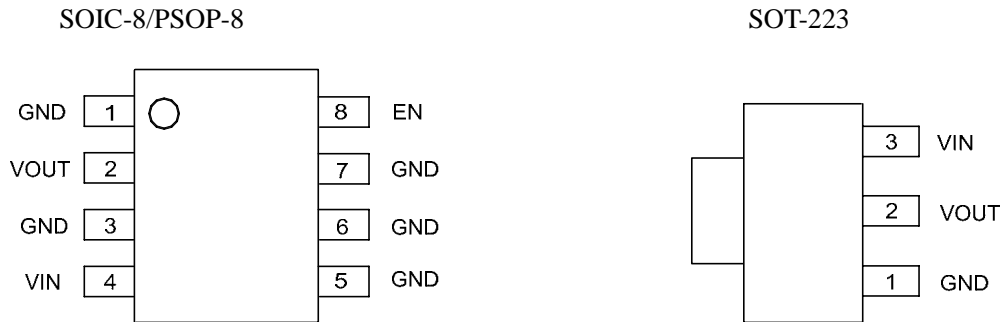 SOIC-8/PSOP-8
GND 1 8 EN
VOUT 2 7 GND
GND 3 6 GND
VIN 4 5 GND
SOT-223
3 VIN
2 VOUT
1 GND